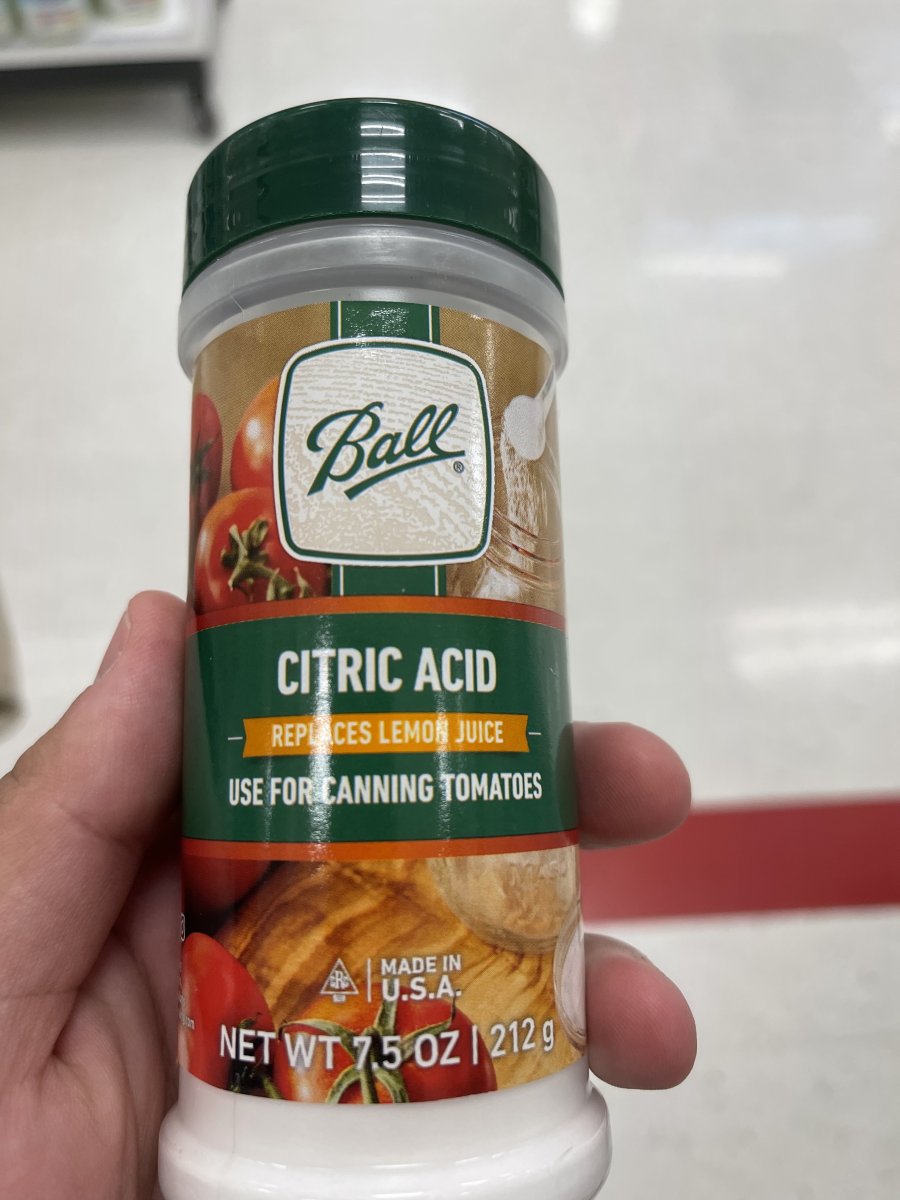 Ball®
CITRIC ACID
REPLACES LEMON JUICE
USE FOR CANNING TOMATOES
MADE IN
U.S.A.
NET WT 7.5 OZ | 212 g